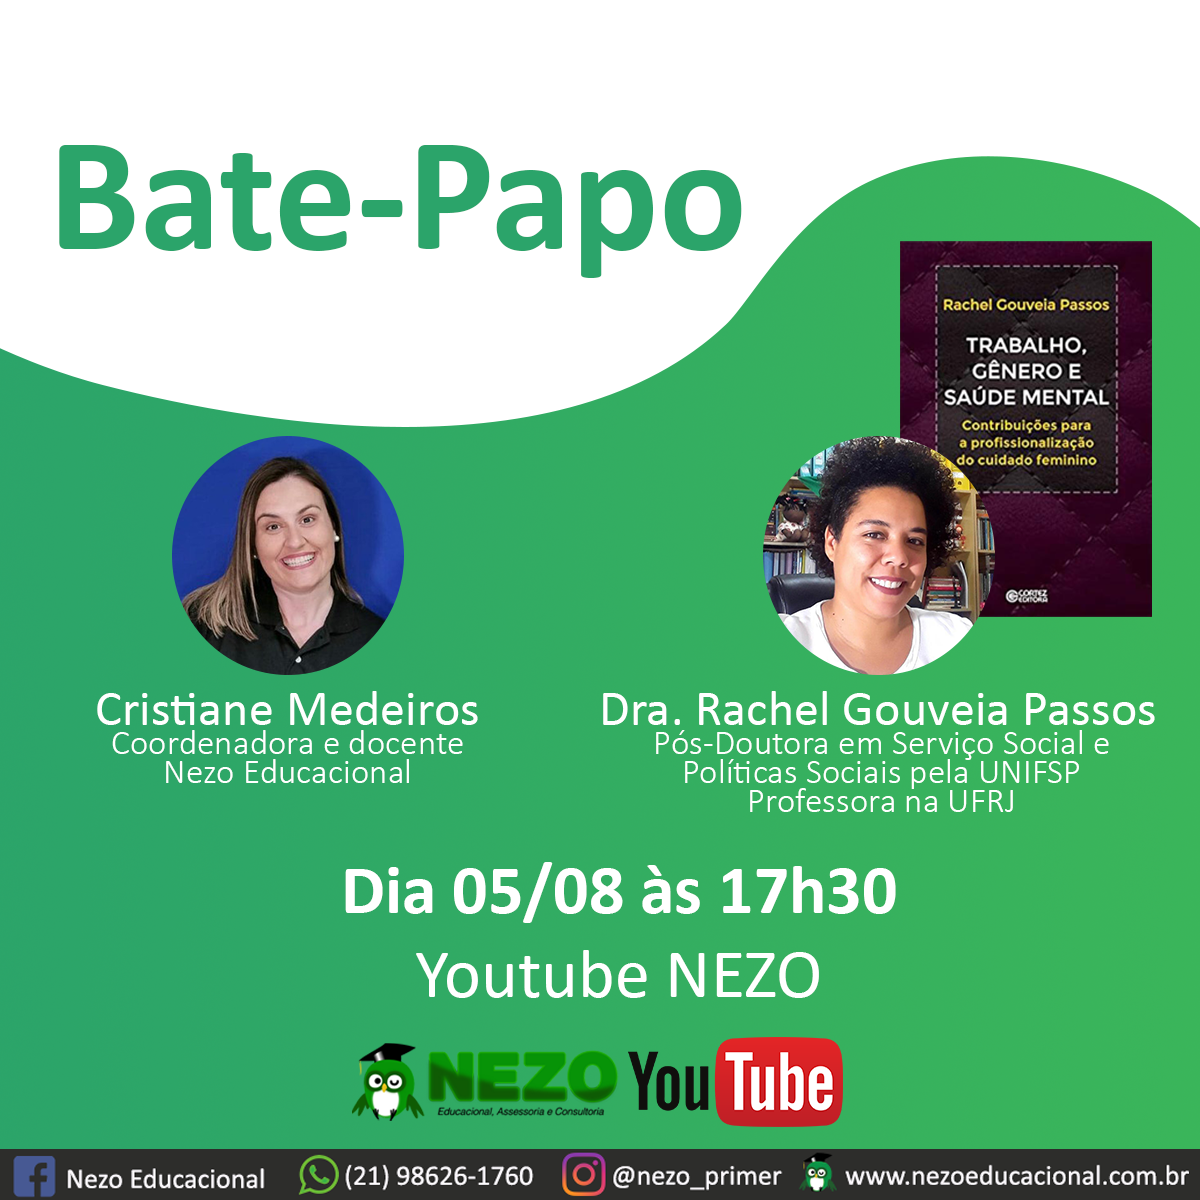 Bate-Papo
Rachel Gouveia Passos
TRABALHO,
GÊNERO E
SAÚDE MENTAL
Contribuições para
a profissionalização
do cuidado feminino
CORTEZ
EDITORA
Cristiane Medeiros
Coordenadora e docente
Nezo Educacional
Dra. Rachel Gouveia Passos
Pós-Doutora em Serviço Social e
Políticas Sociais pela UNIFSP
Professora na UFRJ
Dia 05/08 às 17h30
Youtube NEZO
NEZO
Educacional, Assessoria e Consultoria
YouTube
Nezo Educacional (21) 98626-1760 @nezo_primer www.nezoeducacional.com.br